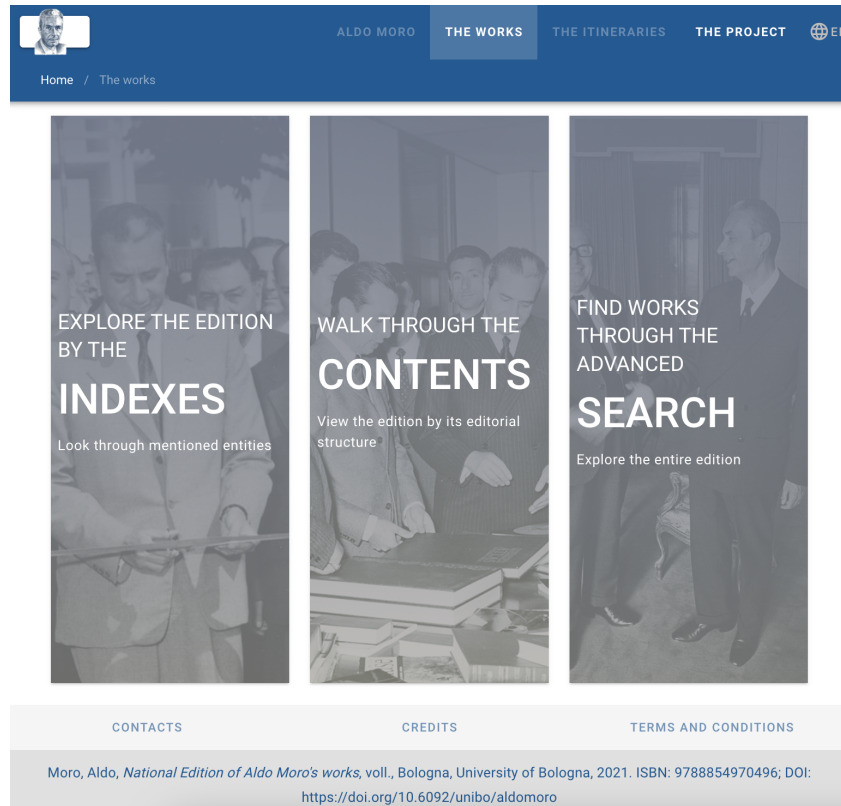 ALDO MORO THE WORKS THE ITINERARIES THE PROJECT
Home / The works
EXPLORE THE EDITION
BY THE
INDEXES
Look through mentioned entities
WALK THROUGH THE
CONTENTS
View the edition by its editorial
structure
FIND WORKS
THROUGH THE
ADVANCED
SEARCH
Explore the entire edition
CONTACTS CREDITS TERMS AND CONDITIONS
Moro, Aldo, National Edition of Aldo Moro's works, voll., Bologna, University of Bologna, 2021. ISBN: 9788854970496; DOI:
https://doi.org/10.6092/unibo/aldomoro